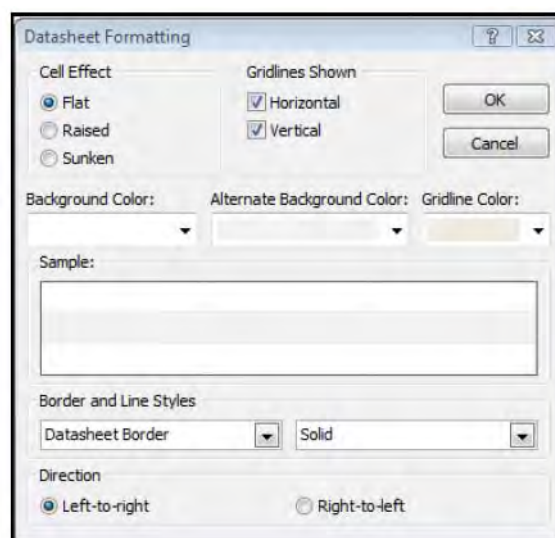 Datasheet Formatting
Cell Effect
Flat
Raised
Sunken
Gridlines Shown
Horizontal
Vertical
OK
Cancel
Background Color:
Alternate Background Color:
Gridline Color:
Sample:
Border and Line Styles
Datasheet Border
Solid
Direction
Left-to-right
Right-to-left